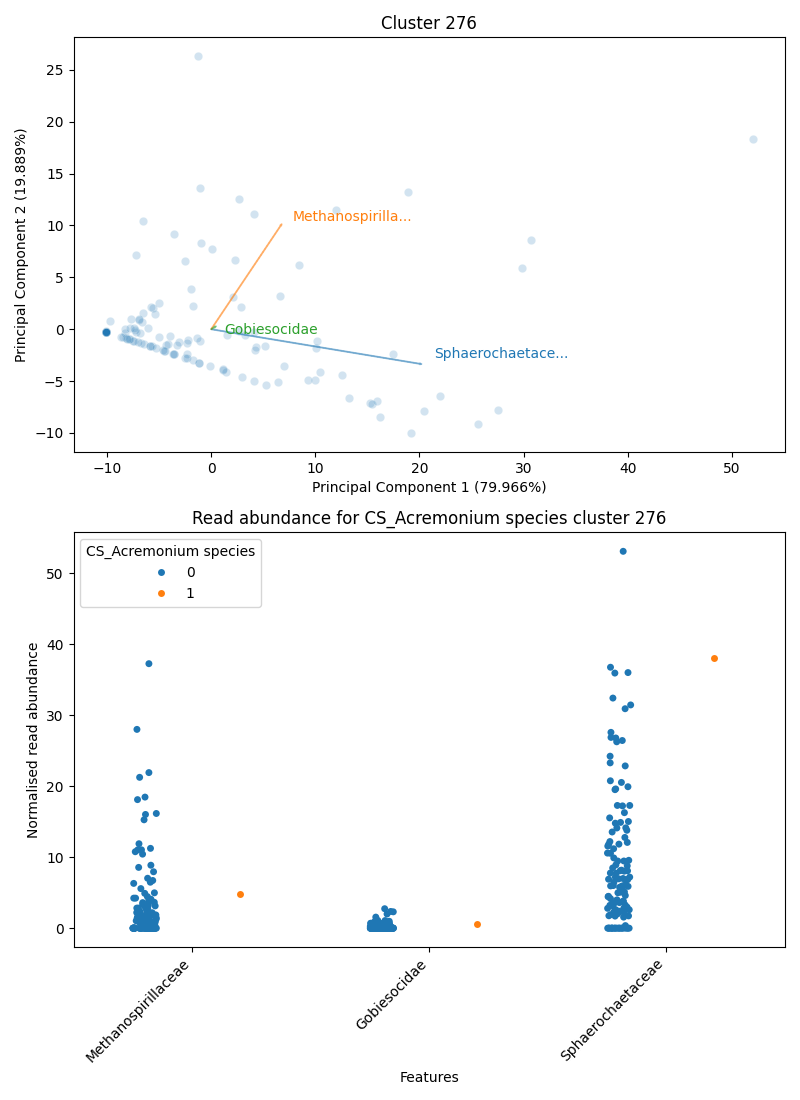 Cluster 276
25
20
15
10
5
0
−5
−10
Principal Component 2 (19.889%)
Methanospirilla...
Gobiesocidae
Sphaerochaetace...
−10 0 10 20 30 40 50
Principal Component 1 (79.966%)
Read abundance for CS_Acremonium species cluster 276
CS_Acremonium species
0
1
50
40
30
20
10
0
Normalised read abundance
Methanospirillaceae
Gobiesocidae
Sphaerochaetaceae
Features